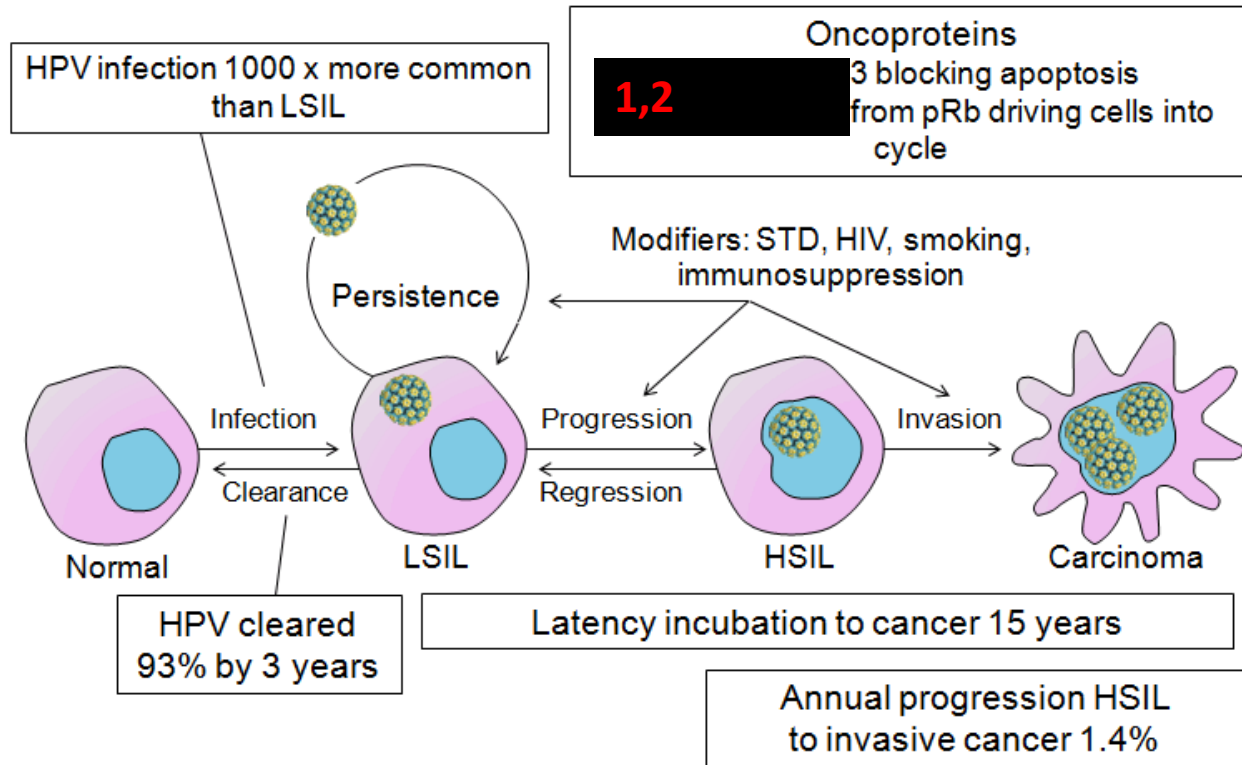 HPV infection 1000 x more common
than LSIL
Oncoproteins
1,2
3 blocking apoptosis
from pRb driving cells into
cycle
Modifiers: STD, HIV, smoking,
immunosuppression
Persistence
Infection
Clearance
Progression
Regression
Invasion
Normal
LSIL
HSIL
Carcinoma
HPV cleared
93% by 3 years
Latency incubation to cancer 15 years
Annual progression HSIL
to invasive cancer 1.4%